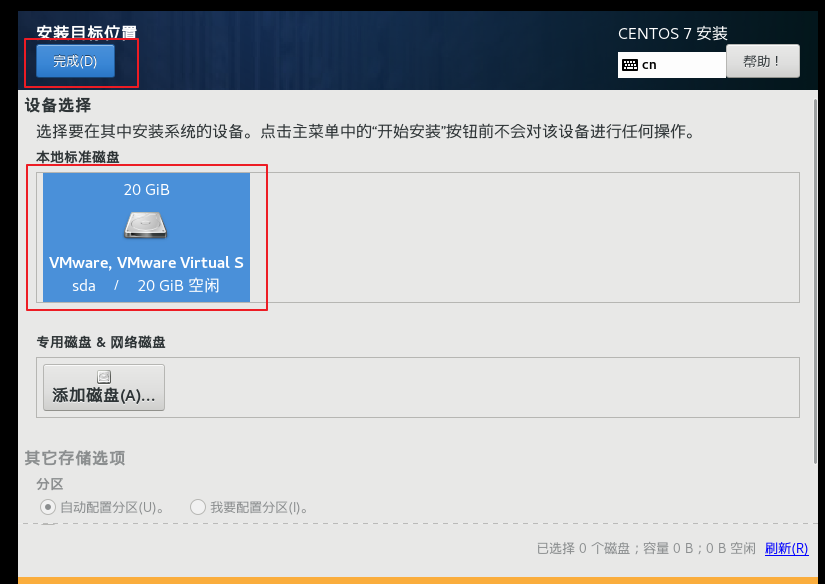 安装目标位置
CENTOS 7 安装
完成(D)
cn
帮助！
设备选择
选择要在其中安装系统的设备。点击主菜单中的“开始安装”按钮前不会对该设备进行任何操作。
本地标准磁盘
20 GiB
VMware, VMware Virtual S
sda / 20 GiB 空闲
专用磁盘 & 网络磁盘
添加磁盘(A)...
其它存储选项
分区
自动配置分区(U)。 我要配置分区(I)。
已选择 0 个磁盘；容量 0 B；0 B 空闲 刷新(R)